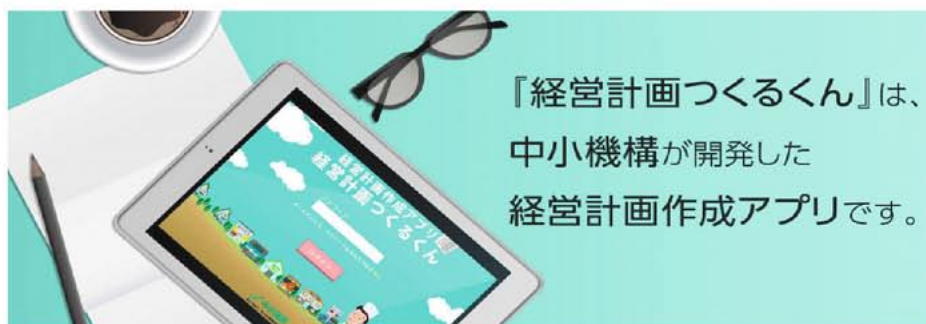 『経営計画つくるくん』は、
中小機構が開発した
経営計画作成アプリです。
経営計画作成アプリ
経営計画つくるくん